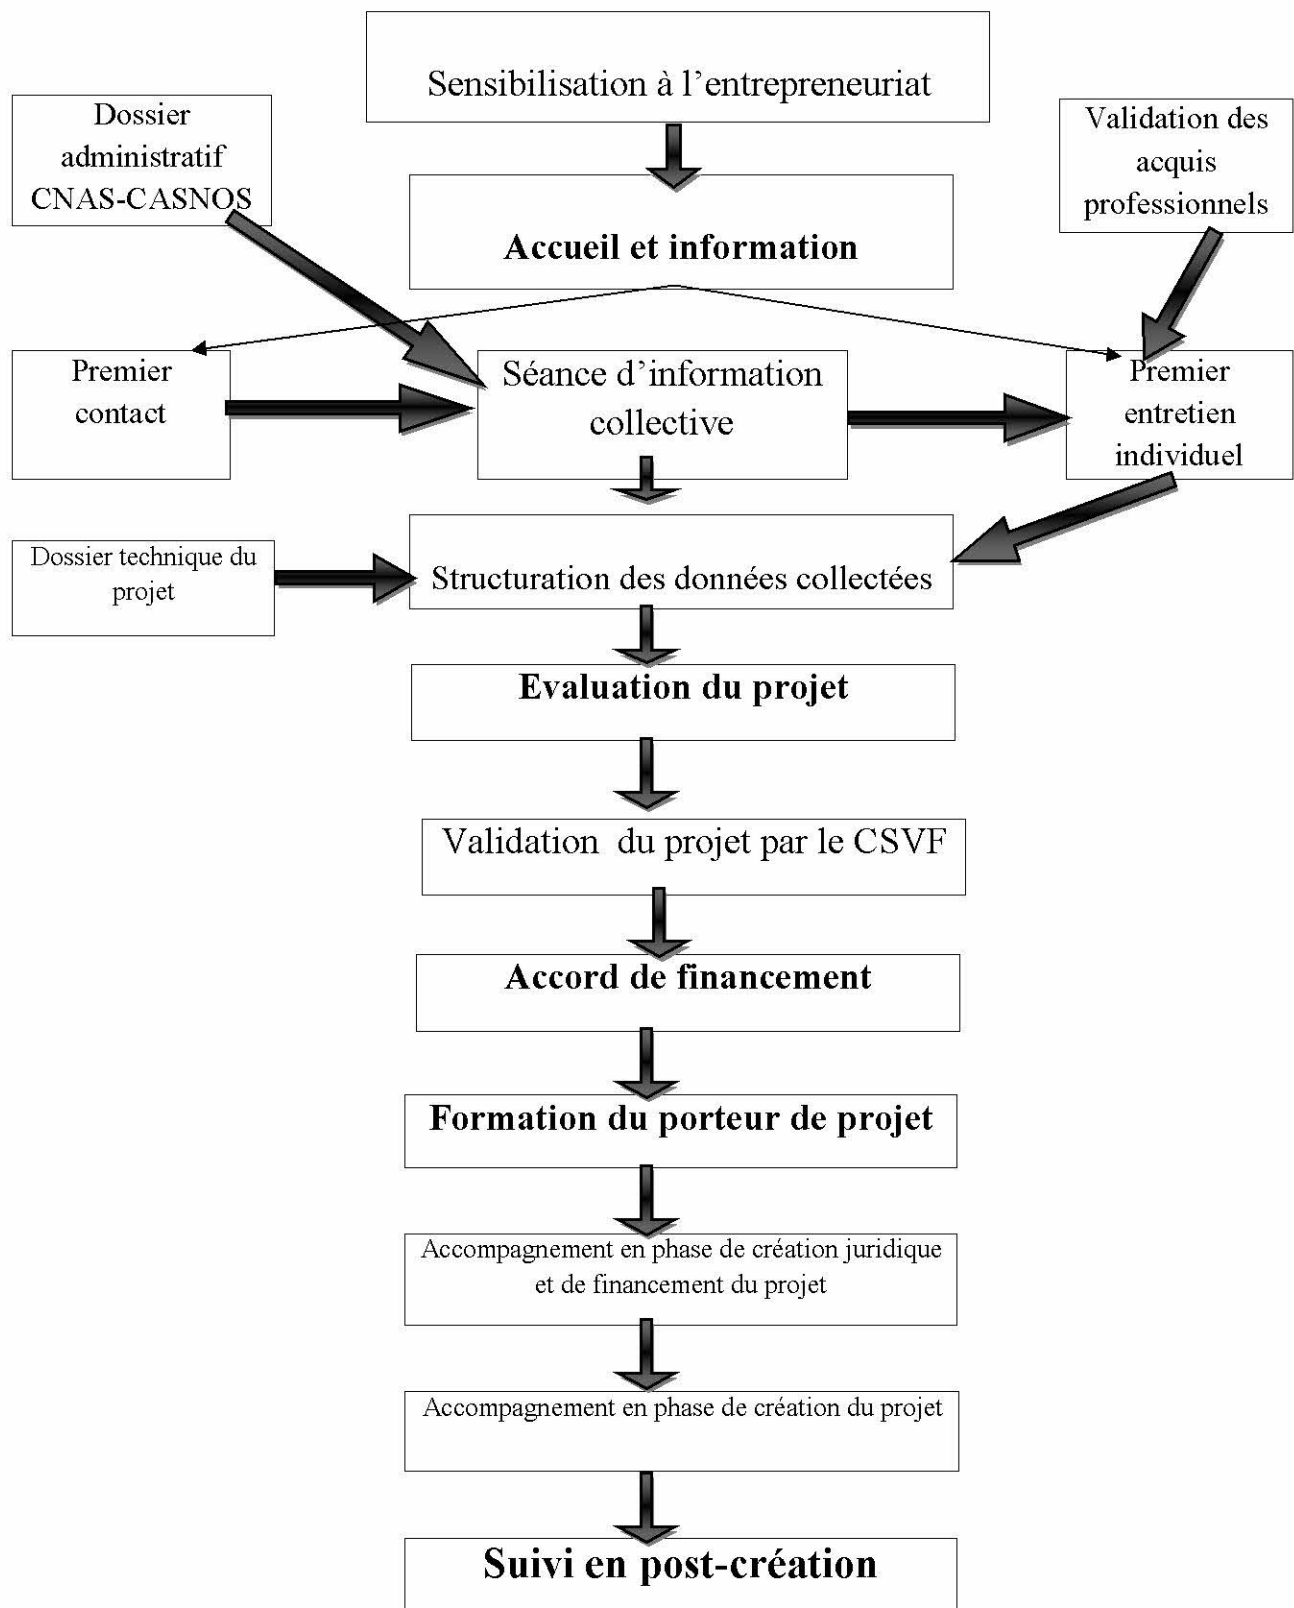 Sensibilisation à l’entrepreneuriat
Dossier
administratif
CNAS-CASNOS
Validation des
acquis
professionnels
Accueil et information
Premier
contact
Séance d’information
collective
Premier
entretien
individuel
Dossier technique du
projet
Structuration des données collectées
Evaluation du projet
Validation du projet par le CSVF
Accord de financement
Formation du porteur de projet
Accompagnement en phase de création juridique
et de financement du projet
Accompagnement en phase de création du projet
Suivi en post-création